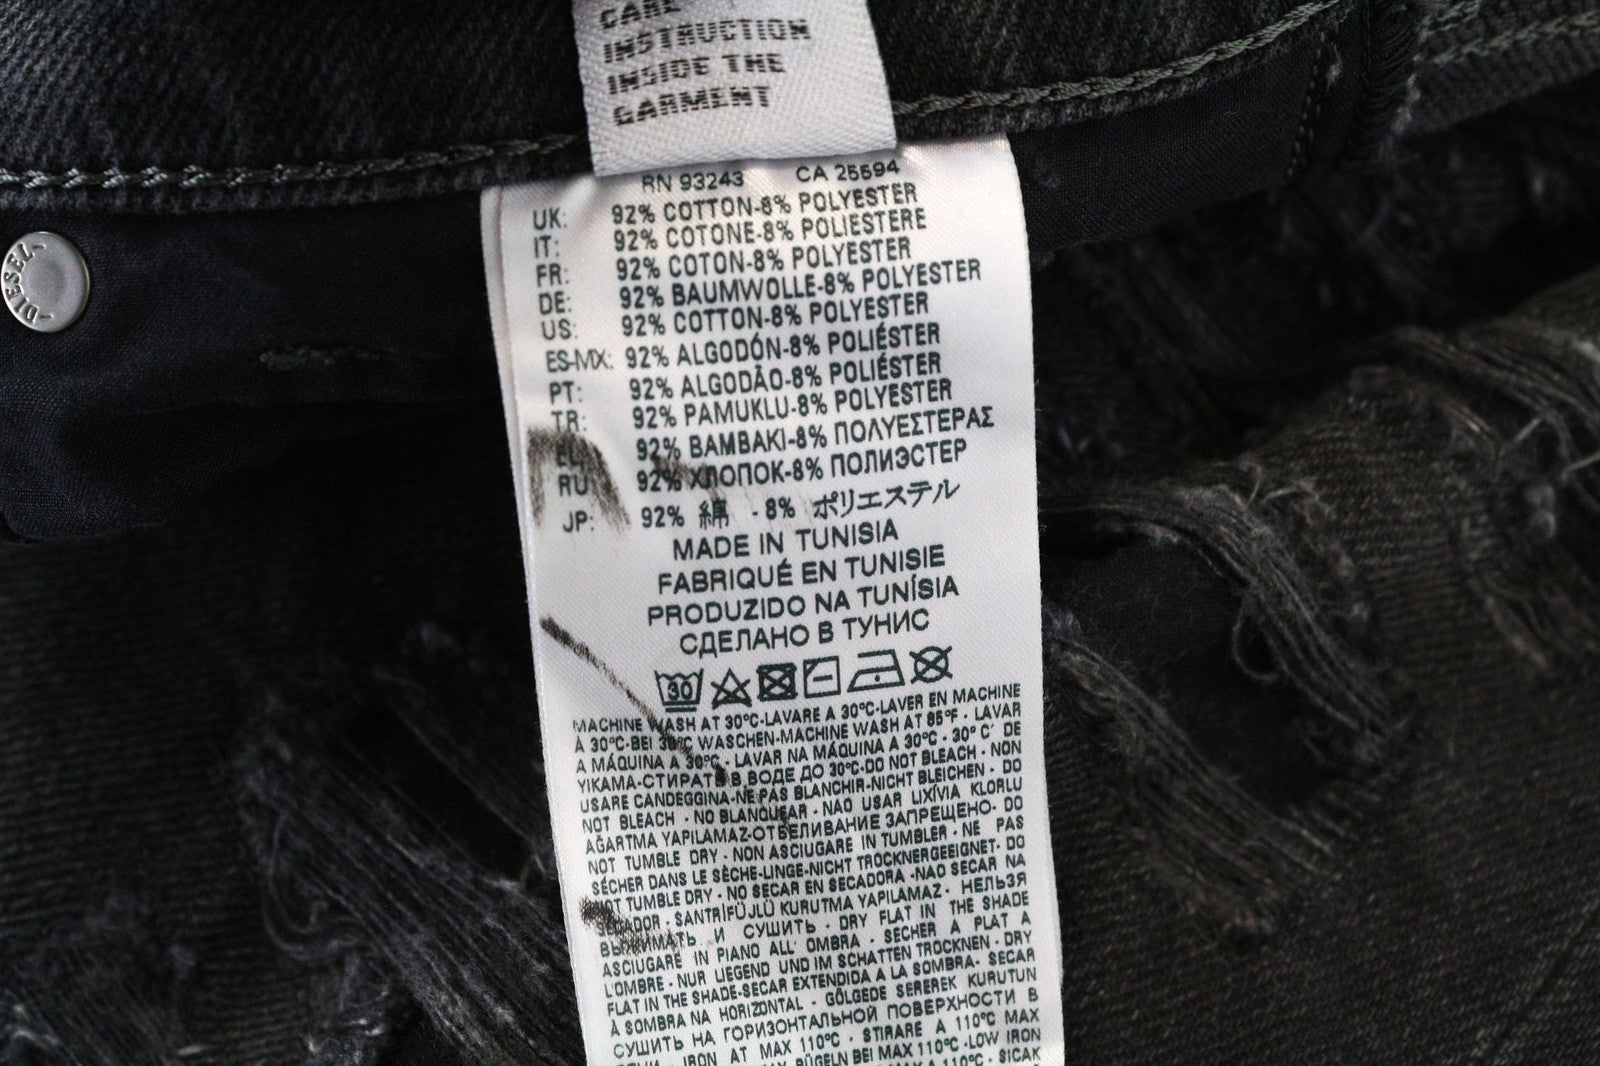 CARE
INSTRUCTION
INSIDE THE
GARMENT
DIESEL
RN 93243 CA 25594
UK: 92% COTTON-8% POLYESTER
IT: 92% COTONE-8% POLIESTERE
FR: 92% COTON-8% POLYESTER
DE: 92% BAUMWOLLE-8% POLYESTER
US: 92% COTTON-8% POLYESTER
ES-MX: 92% ALGODÓN-8% POLIÉSTER
PT: 92% ALGODÃO-8% POLIÉSTER
TR: 92% PAMUKLU-8% POLYESTER
EL: 92% ΒΑΜΒΑΚΙ-8% ΠΟΛΥΕΣΤΕΡΑΣ
RU: 92% ХЛОПОК-8% ПОЛИЭСТЕР
JP: 92% 綿 - 8% ポリエステル
MADE IN TUNISIA
FABRIQUÉ EN TUNISIE
PRODUZIDO NA TUNÍSIA
СДЕЛАНО В ТУНИС
30
MACHINE WASH AT 30°C-LAVARE A 30°C-LAVER EN MACHINE
À 30°C-BEI 30°C WASCHEN-MACHINE WASH AT 85°F - LAVAR
A MÁQUINA A 30°C - LAVAR NA MÁQUINA A 30°C - 30° C' DE
YIKAMA-СТИРАТЬ В ВОДЕ ДО 30°C-DO NOT BLEACH - NON
USARE CANDEGGINA-NE PAS BLANCHIR-NICHT BLEICHEN - DO
NOT BLEACH - NO BLANQUEAR - NAO USAR LIXÍVIA KLORLU
AĞARTMA YAPILAMAZ-ОТБЕЛИВАНИЕ ЗАПРЕЩЕНО- DO
NOT TUMBLE DRY - NON ASCIUGARE IN TUMBLER - NE PAS
SÉCHER DANS LE SÈCHE-LINGE-NICHT TROCKNERGEEIGNET- DO
NOT TUMBLE DRY - NO SECAR EN SECADORA -NAO SECAR NA
SECADOR - SANTRİFÜJLÜ KURUTMA YAPILAMAZ - НЕЛЬЗЯ
ВЫЖИМАТЬ И СУШИТЬ - DRY FLAT IN THE SHADE
ASCIUGARE IN PIANO ALL' OMBRA - SÉCHER À PLAT A
L'OMBRE - NUR LIEGEND UND IM SCHATTEN TROCKNEN - DRY
FLAT IN THE SHADE-SECAR EXTENDIDA A LA SOMBRA- SECAR
À SOMBRA NA HORIZONTAL - GÖLGEDE SEREREK KURUTUN
СУШИТЬ НА ГОРИЗОНТАЛЬНОЙ ПОВЕРХНОСТИ В
IRON AT MAX 110°C - STIRARE A 110°C MAX
BÜGELN BEI MAX 110°C -LOW IRON
A 110°C - SICAK